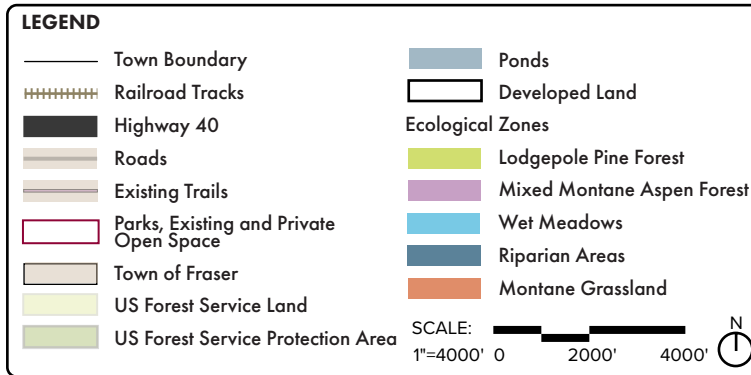 LEGEND
Town Boundary
Railroad Tracks
Highway 40
Roads
Existing Trails
Parks, Existing and Private
Open Space
Town of Fraser
US Forest Service Land
US Forest Service Protection Area
Ponds
Developed Land
Ecological Zones
Lodgepole Pine Forest
Mixed Montane Aspen Forest
Wet Meadows
Riparian Areas
Montane Grassland
SCALE:
1"=4000' 0 2000' 4000'
N